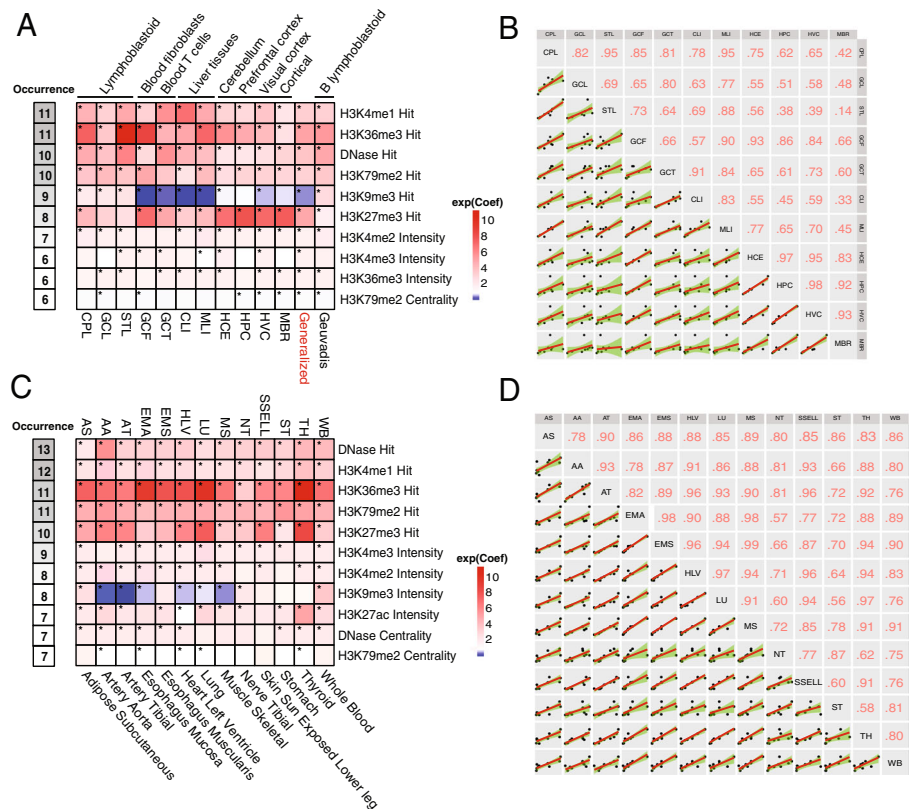 A
Occurrence
Lymphoblastoid
Blood fibroblasts
Blood T cells
Liver tissues
Cerebellum
Prefrontal cortex
Visual cortex
Cortical
B lymphoblastoid
11 H3K4me1 Hit
11 H3K36me3 Hit
10 DNase Hit
10 H3K79me2 Hit
9 H3K9me3 Hit
8 H3K27me3 Hit
7 H3K4me2 Intensity
6 H3K4me3 Intensity
6 H3K36me3 Intensity
6 H3K79me2 Centrality
CPL GCL STL GCF GCT CLI MLI HCE HPC HVC MBR Generalized Geuvadis
exp(Coef)
10
8
6
4
2
B
CPL GCL STL GCF GCT CLI MLI HCE HPC HVC MBR
CPL .82 .95 .85 .81 .78 .95 .75 .62 .65 .42 CPL
GCL .69 .65 .80 .63 .77 .55 .51 .58 .48 GCL
STL .73 .64 .69 .88 .56 .38 .39 .14 STL
GCF .66 .57 .90 .93 .86 .84 .66 GCF
GCT .91 .84 .65 .61 .73 .60 GCT
CLI .83 .55 .45 .59 .33 CLI
MLI .77 .65 .70 .45 MLI
HCE .97 .95 .83 HCE
HPC .98 .92 HPC
HVC .93 HVC
MBR MBR
C
Occurrence
AS AA AT EMA EMS HLV LU MS NT SSELL ST TH WB
13 DNase Hit
12 H3K4me1 Hit
11 H3K36me3 Hit
11 H3K79me2 Hit
10 H3K27me3 Hit
9 H3K4me3 Intensity
8 H3K4me2 Intensity
8 H3K9me3 Intensity
7 H3K27ac Intensity
7 DNase Centrality
7 H3K79me2 Centrality
Adipose Subcutaneous
Artery Aorta
Artery Tibial
Esophagus Mucosa
Esophagus Muscularis
Heart Left Ventricle
Lung
Muscle Skeletal
Nerve Tibial
Skin Sun Exposed Lower leg
Stomach
Thyroid
Whole Blood
exp(Coef)
10
8
6
4
2
D
AS AA AT EMA EMS HLV LU MS NT SSELL ST TH WB
AS .78 .90 .86 .88 .88 .85 .89 .80 .85 .86 .83 .86
AA .93 .78 .87 .91 .86 .88 .81 .93 .66 .88 .80
AT .82 .89 .96 .93 .90 .81 .96 .72 .92 .76
EMA .98 .90 .88 .95 .55 .77 .77 .88 .89
EMS .96 .94 .99 .66 .87 .70 .94 .90
HLV .97 .94 .71 .96 .64 .94 .83
LU .91 .60 .94 .56 .97 .76
MS .72 .85 .78 .91 .91
NT .77 .87 .62 .75
SSELL .60 .91 .76
ST .58 .81
TH .80
WB